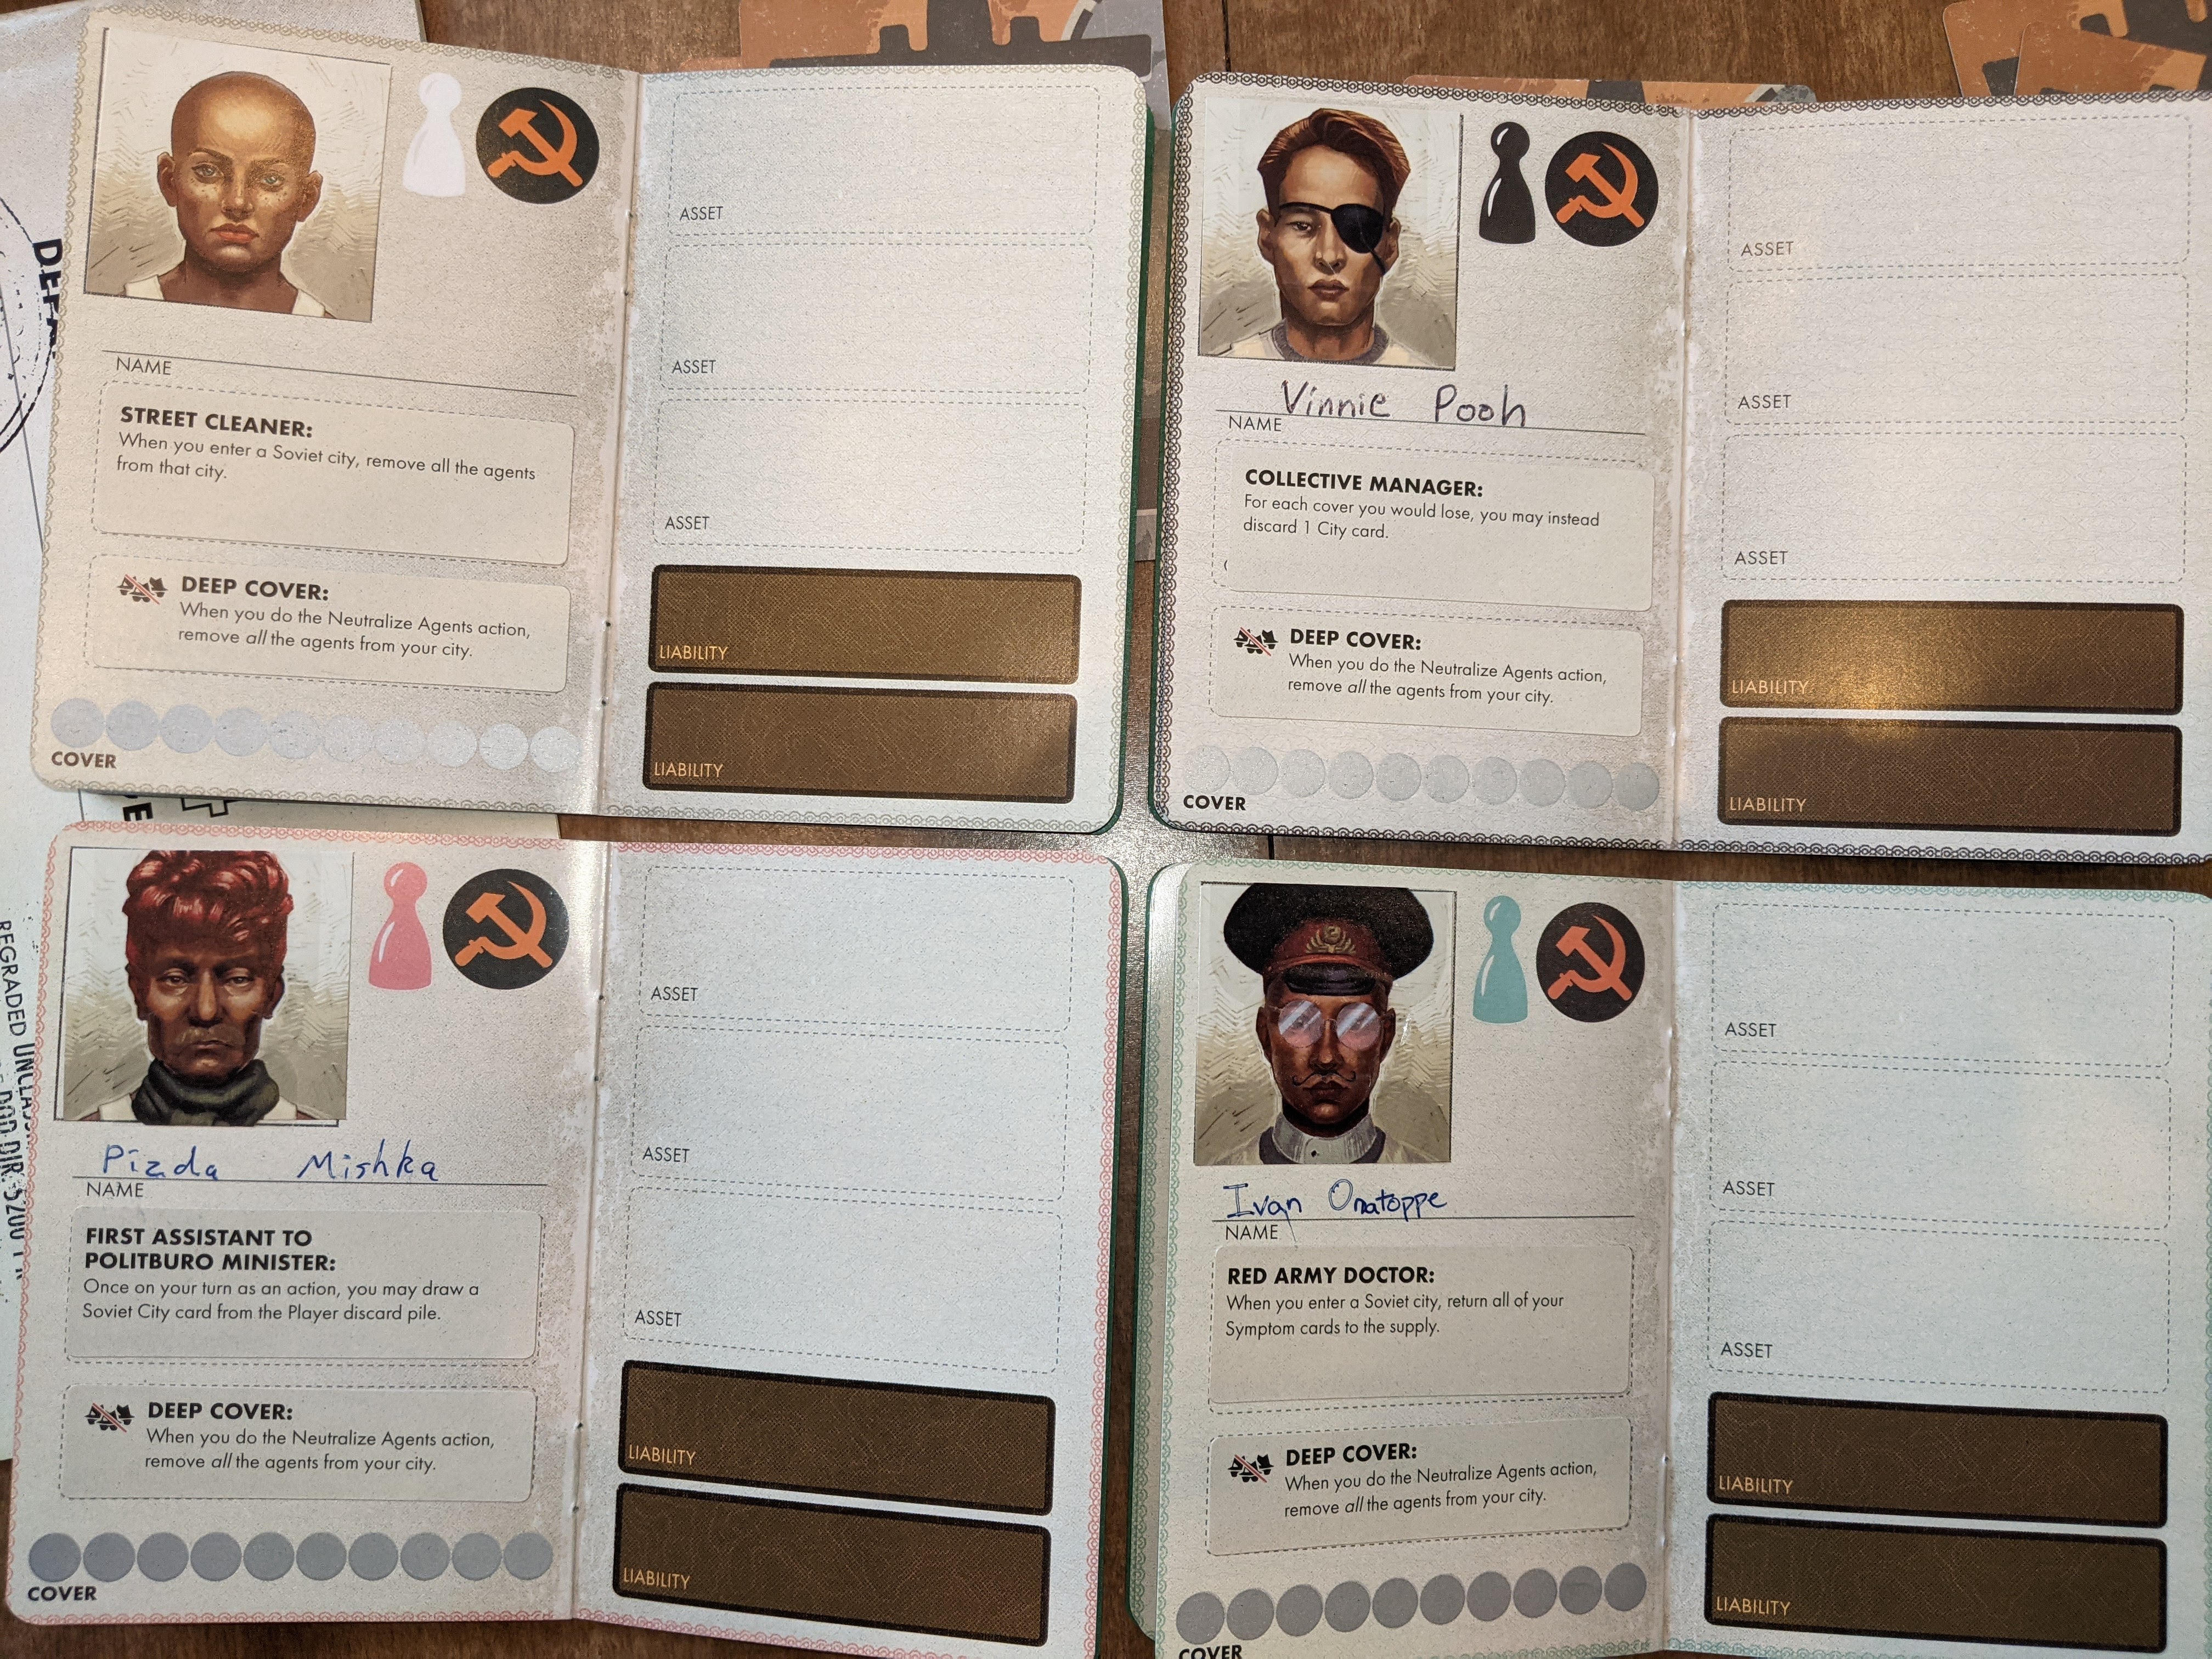 NAME
STREET CLEANER:
When you enter a Soviet city, remove all the agents
from that city.
DEEP COVER:
When you do the Neutralize Agents action,
remove all the agents from your city.
COVER
ASSET
ASSET
ASSET
LIABILITY
LIABILITY
Vinnie Pooh
NAME
COLLECTIVE MANAGER:
For each cover you would lose, you may instead
discard 1 City card.
DEEP COVER:
When you do the Neutralize Agents action,
remove all the agents from your city.
COVER
ASSET
ASSET
ASSET
LIABILITY
LIABILITY
Pizda Mishka
NAME
FIRST ASSISTANT TO
POLITBURO MINISTER:
Once on your turn as an action, you may draw a
Soviet City card from the Player discard pile.
DEEP COVER:
When you do the Neutralize Agents action,
remove all the agents from your city.
COVER
ASSET
ASSET
ASSET
LIABILITY
LIABILITY
Ivan Onatoppe
NAME
RED ARMY DOCTOR:
When you enter a Soviet city, return all of your
Symptom cards to the supply.
DEEP COVER:
When you do the Neutralize Agents action,
remove all the agents from your city.
COVER
ASSET
ASSET
ASSET
LIABILITY
LIABILITY
REGRADED
DOD DIR. 5200